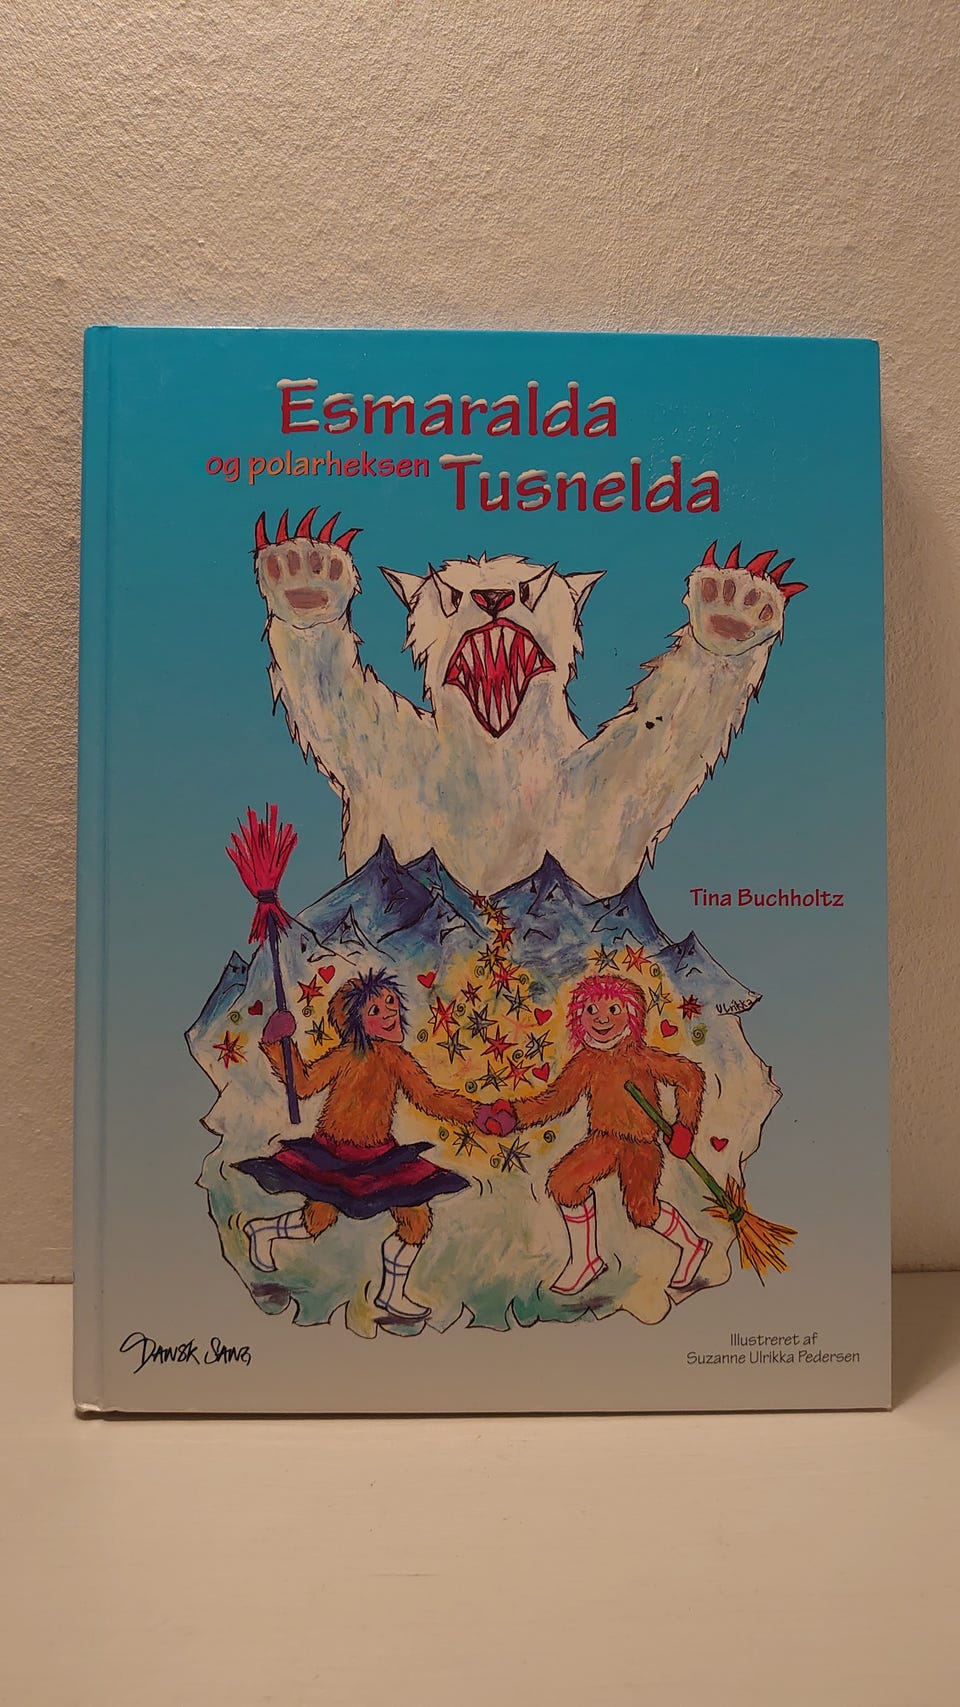 Esmaralda
og polarheksen Tusnelda
Tina Buchholtz
Ulrikka
DANSK SANG
Illustreret af
Suzanne Ulrikka Pedersen